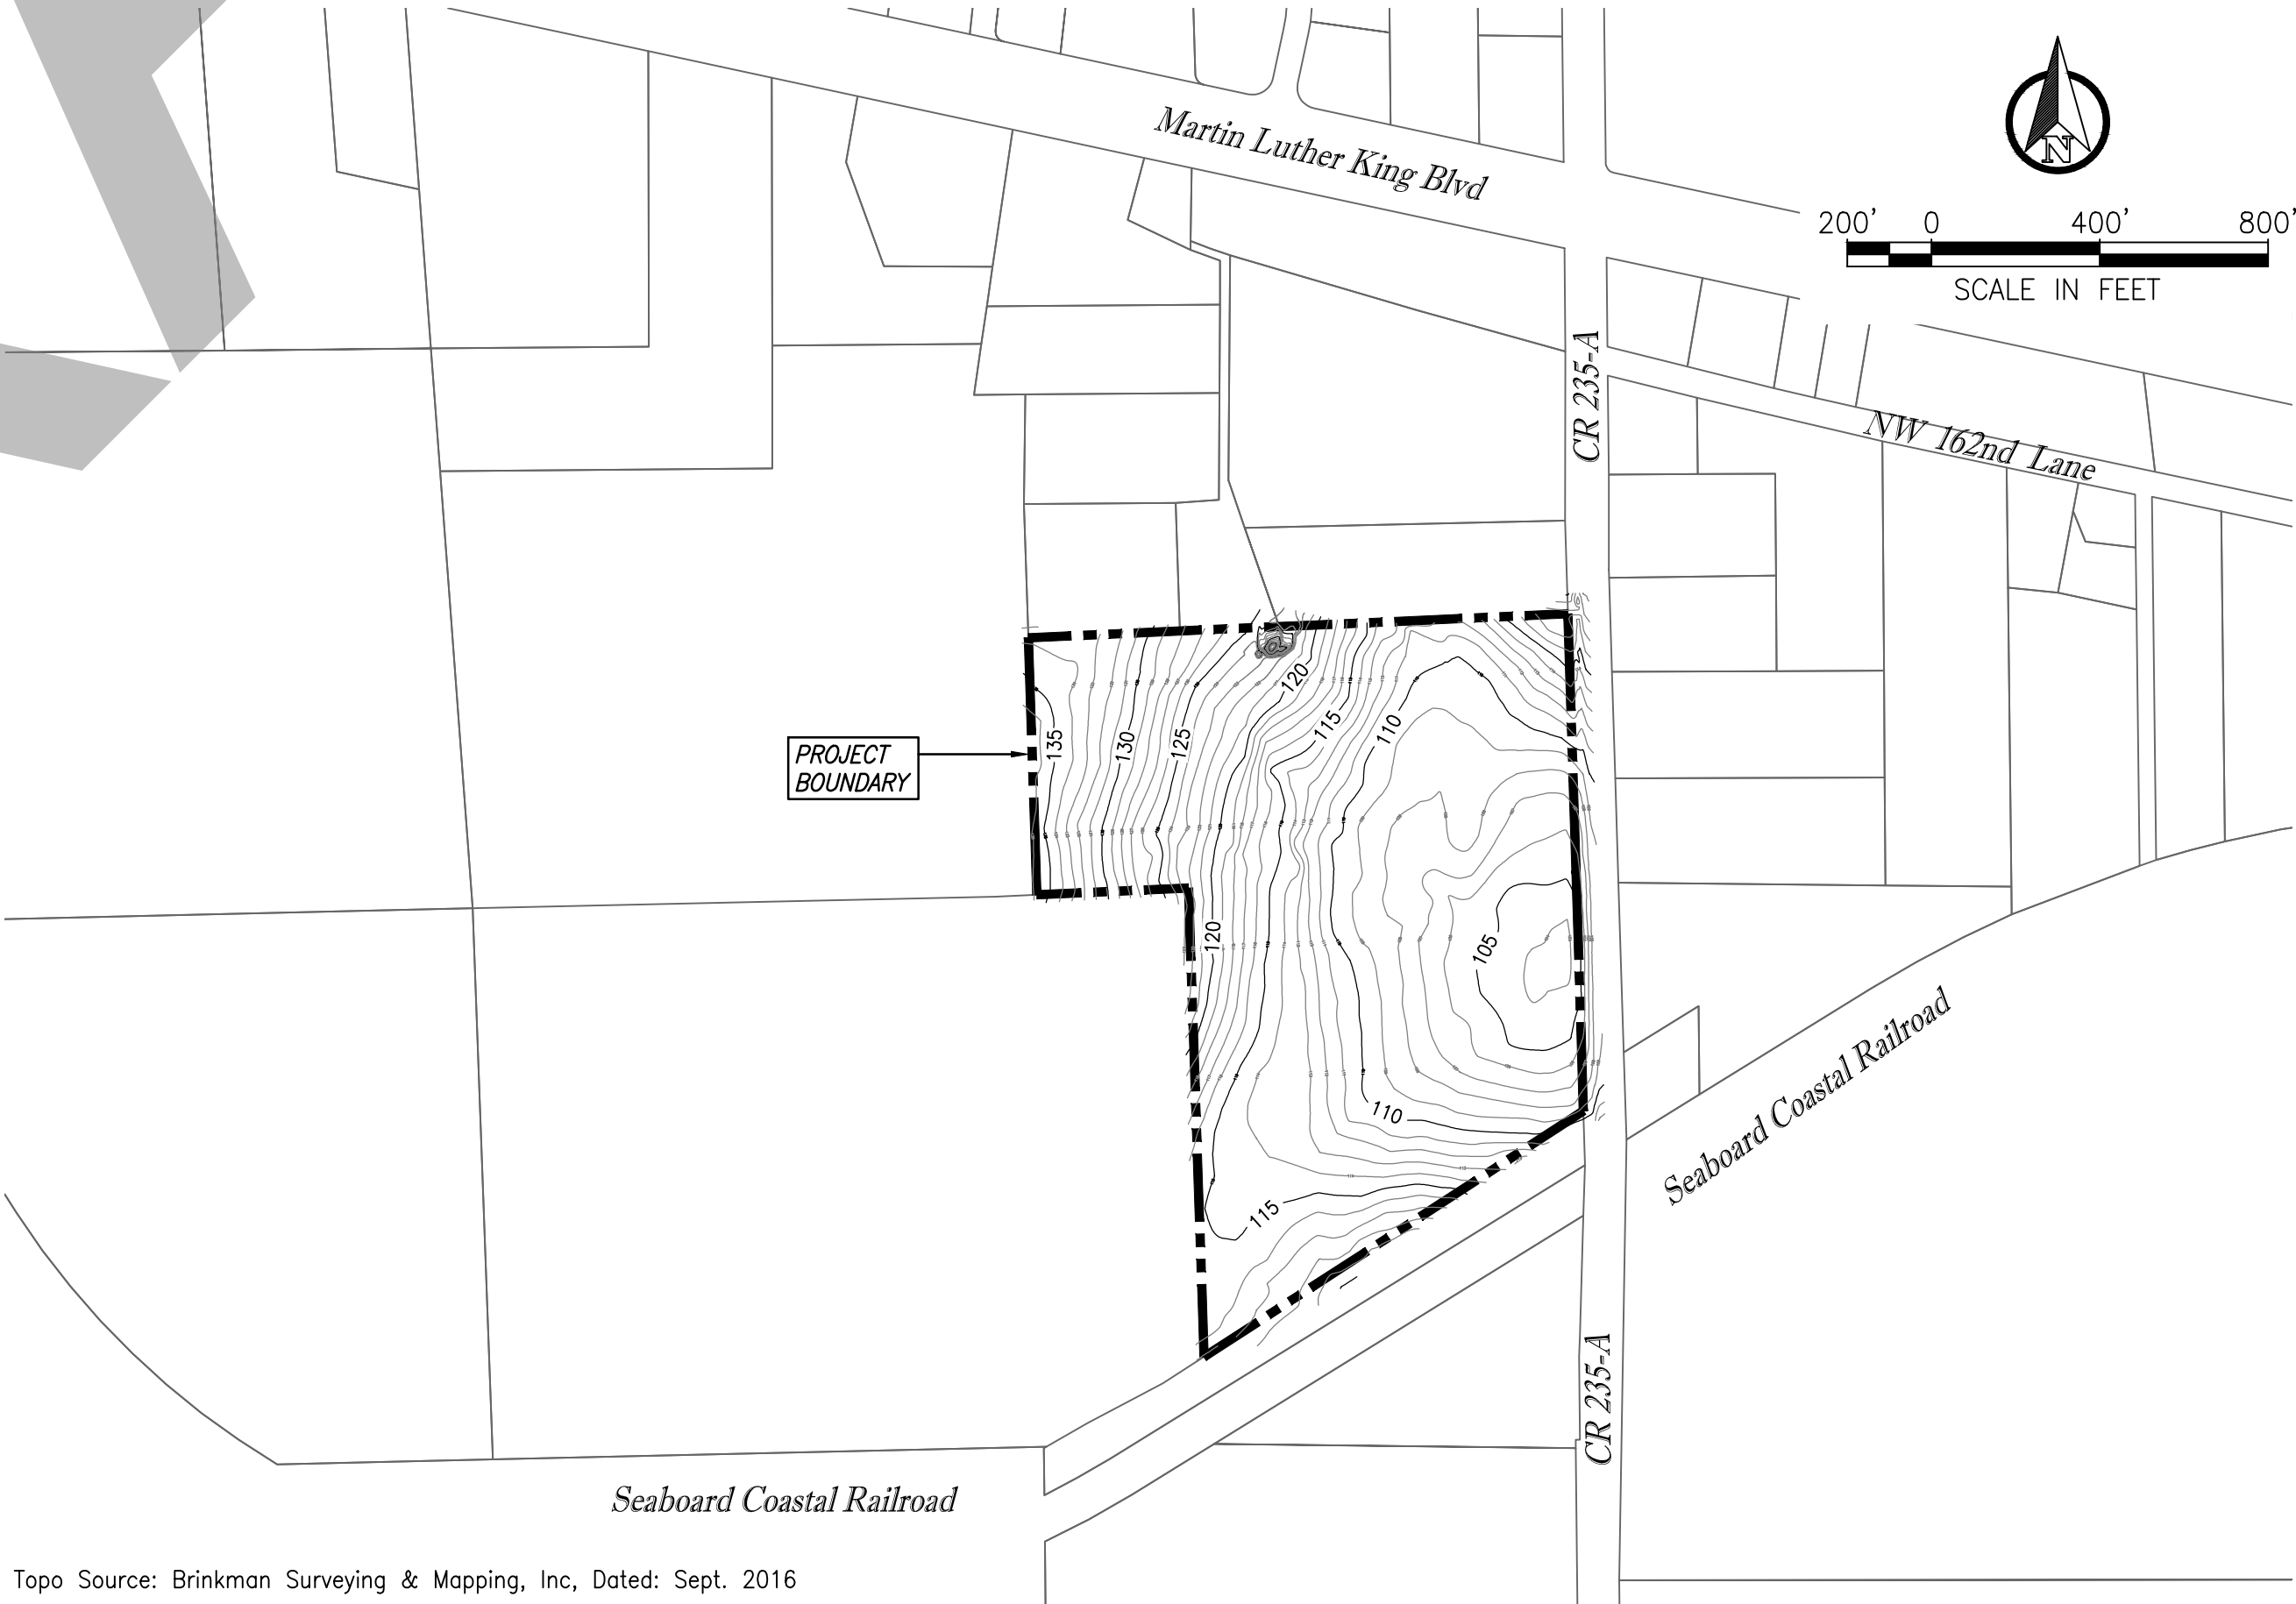 Martin Luther King Blvd
N
200' 0 400' 800'
SCALE IN FEET
CR 235-A
NW 162nd Lane
120
115
110
PROJECT
BOUNDARY
135
130
125
120
105
110
115
Seaboard Coastal Railroad
CR 235-A
Seaboard Coastal Railroad
Topo Source: Brinkman Surveying & Mapping, Inc, Dated: Sept. 2016